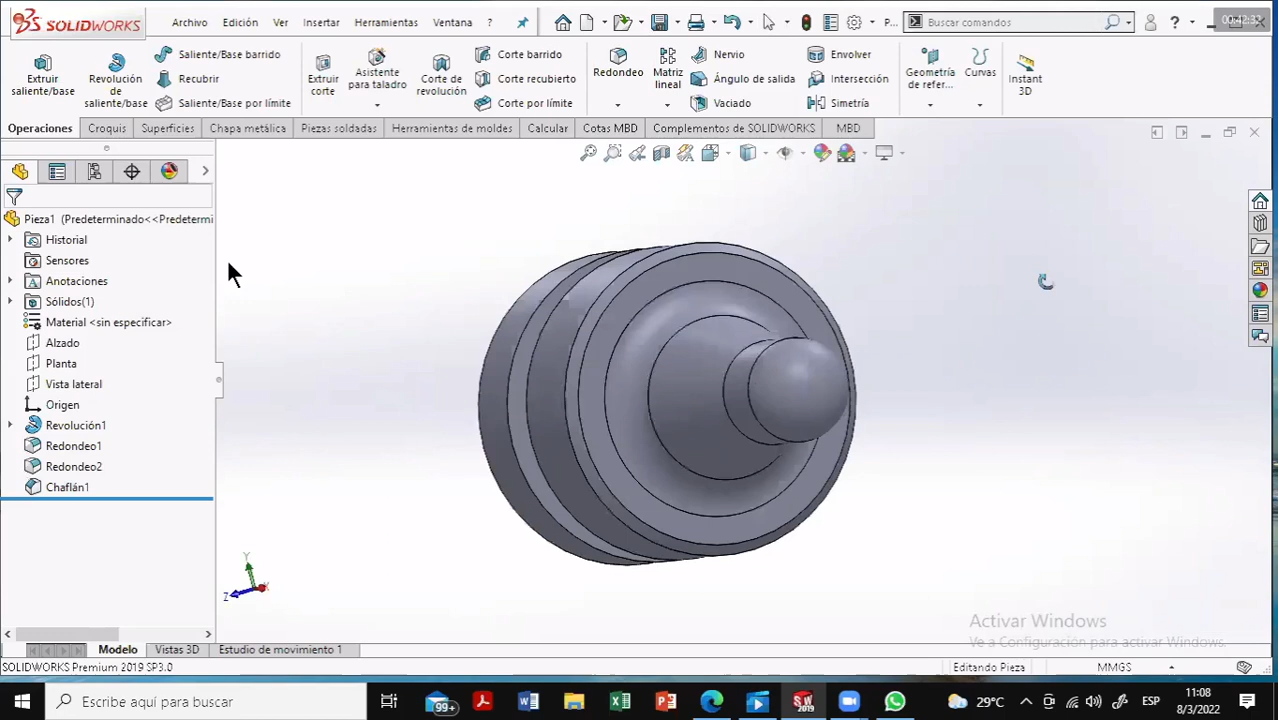 SOLIDWORKS Archivo Edición Ver Insertar Herramientas Ventana ? P... Buscar comandos ? 00:42:33
Extruir saliente/base
Revolución de saliente/base
Saliente/Base barrido
Recubrir
Saliente/Base por límite
Extruir corte
Asistente para taladro
Corte de revolución
Corte barrido
Corte recubierto
Corte por límite
Redondeo
Matriz lineal
Nervio
Ángulo de salida
Vaciado
Envolver
Intersección
Simetría
Geometría de refer...
Curvas
Instant 3D
Operaciones Croquis Superficies Chapa metálica Piezas soldadas Herramientas de moldes Calcular Cotas MBD Complementos de SOLIDWORKS MBD
Pieza1 (Predeterminado<<Predetermi
Historial
Sensores
Anotaciones
Sólidos(1)
Material <sin especificar>
Alzado
Planta
Vista lateral
Origen
Revolución1
Redondeo1
Redondeo2
Chaflán1
Y
Z
X
Activar Windows
Ve a Configuración para activar Windows.
Modelo Vistas 3D Estudio de movimiento 1
SOLIDWORKS Premium 2019 SP3.0 Editando Pieza MMGS
Escribe aquí para buscar 99+ SW 2019 29°C ESP 11:08
8/3/2022